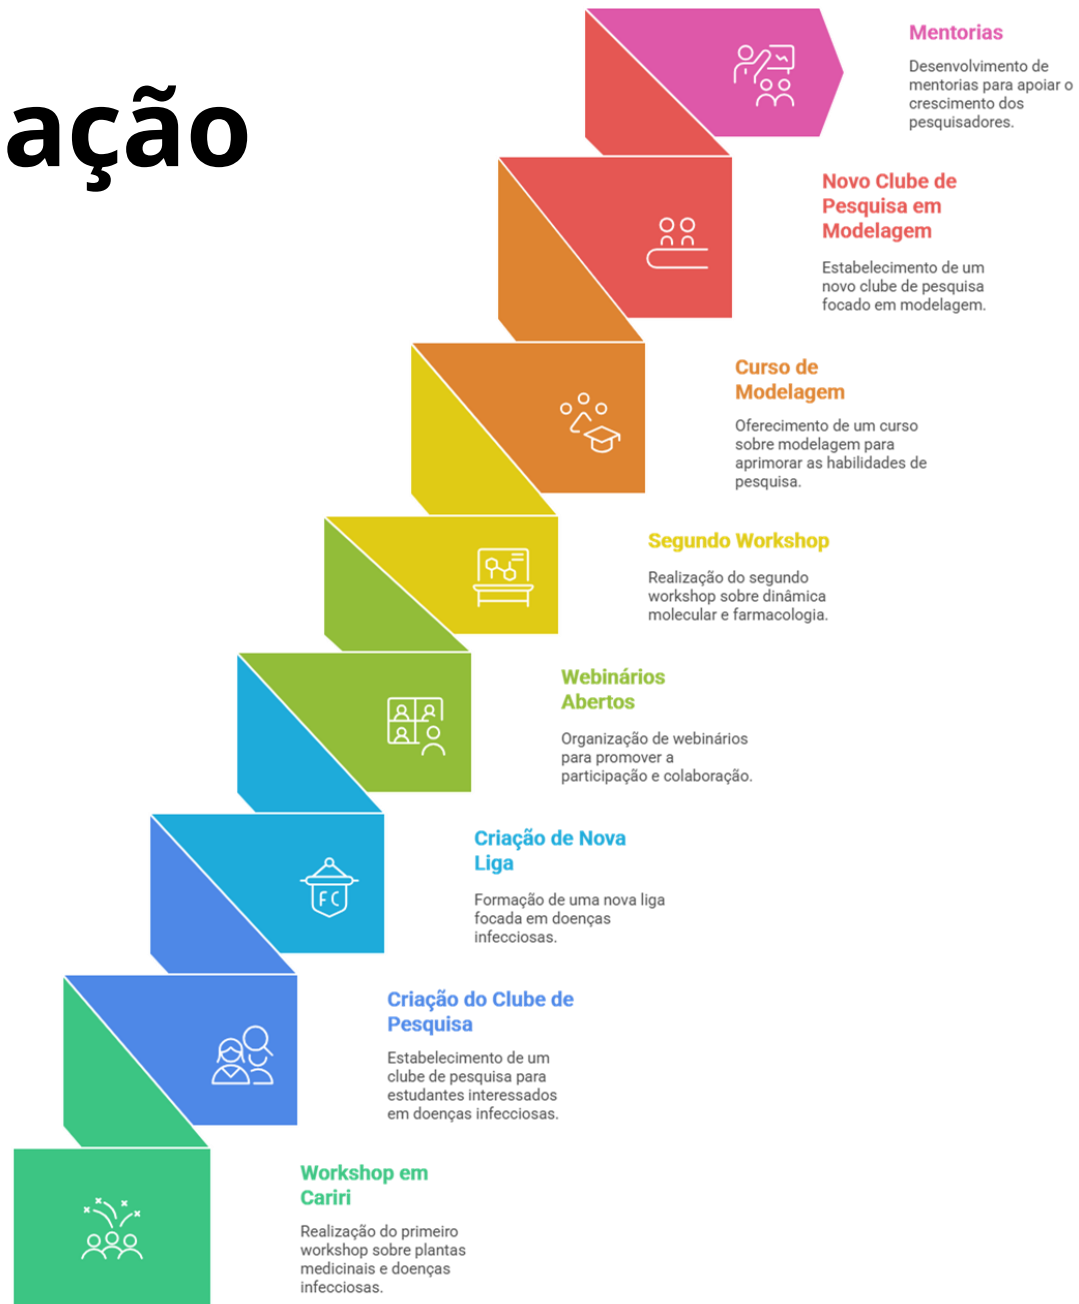 ação
Mentorias
Desenvolvimento de
mentorias para apoiar o
crescimento dos
pesquisadores.
Novo Clube de
Pesquisa em
Modelagem
Estabelecimento de um
novo clube de pesquisa
focado em modelagem.
Curso de
Modelagem
Oferecimento de um curso
sobre modelagem para
aprimorar as habilidades de
pesquisa.
Segundo Workshop
Realização do segundo
workshop sobre dinâmica
molecular e farmacologia.
Webinários
Abertos
Organização de webinários
para promover a
participação e colaboração.
Criação de Nova
Liga
Formação de uma nova liga
focada em doenças
infecciosas.
FC
Criação do Clube de
Pesquisa
Estabelecimento de um
clube de pesquisa para
estudantes interessados
em doenças infecciosas.
Workshop em
Cariri
Realização do primeiro
workshop sobre plantas
medicinais e doenças
infecciosas.